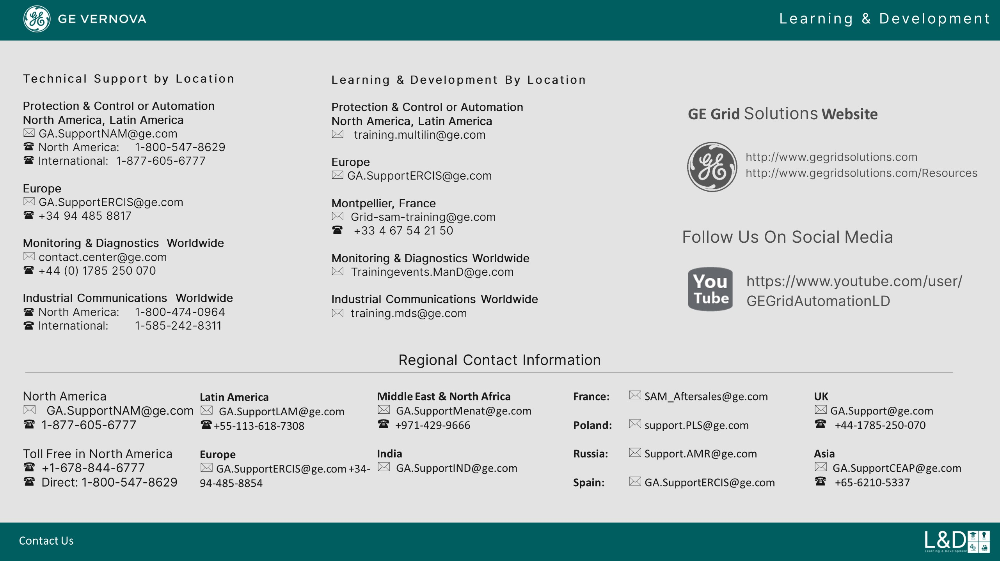 GE VERNOVA
Learning & Development
Technical Support by Location
Protection & Control or Automation
North America, Latin America
GA.SupportNAM@ge.com
North America: 1-800-547-8629
International: 1-877-605-6777
Europe
GA.SupportERCIS@ge.com
+34 94 485 8817
Monitoring & Diagnostics Worldwide
contact.center@ge.com
+44 (0) 1785 250 070
Industrial Communications Worldwide
North America: 1-800-474-0964
International: 1-585-242-8311
Learning & Development By Location
Protection & Control or Automation
North America, Latin America
training.multilin@ge.com
Europe
GA.SupportERCIS@ge.com
Montpellier, France
Grid-sam-training@ge.com
+33 4 67 54 21 50
Monitoring & Diagnostics Worldwide
Trainingevents.ManD@ge.com
Industrial Communications Worldwide
training.mds@ge.com
GE Grid Solutions Website
http://www.gegridsolutions.com
http://www.gegridsolutions.com/Resources
Follow Us On Social Media
You
Tube
https://www.youtube.com/user/
GEGridAutomationLD
Regional Contact Information
North America
GA.SupportNAM@ge.com
1-877-605-6777
Toll Free in North America
+1-678-844-6777
Direct: 1-800-547-8629
Latin America
GA.SupportLAM@ge.com
+55-113-618-7308
Europe
GA.SupportERCIS@ge.com +34-
94-485-8854
Middle East & North Africa
GA.SupportMenat@ge.com
+971-429-9666
India
GA.SupportIND@ge.com
France: SAM_Aftersales@ge.com
Poland: support.PLS@ge.com
Russia: Support.AMR@ge.com
Spain: GA.SupportERCIS@ge.com
UK
GA.Support@ge.com
+44-1785-250-070
Asia
GA.SupportCEAP@ge.com
+65-6210-5337
Contact Us
L&D
Learning & Development